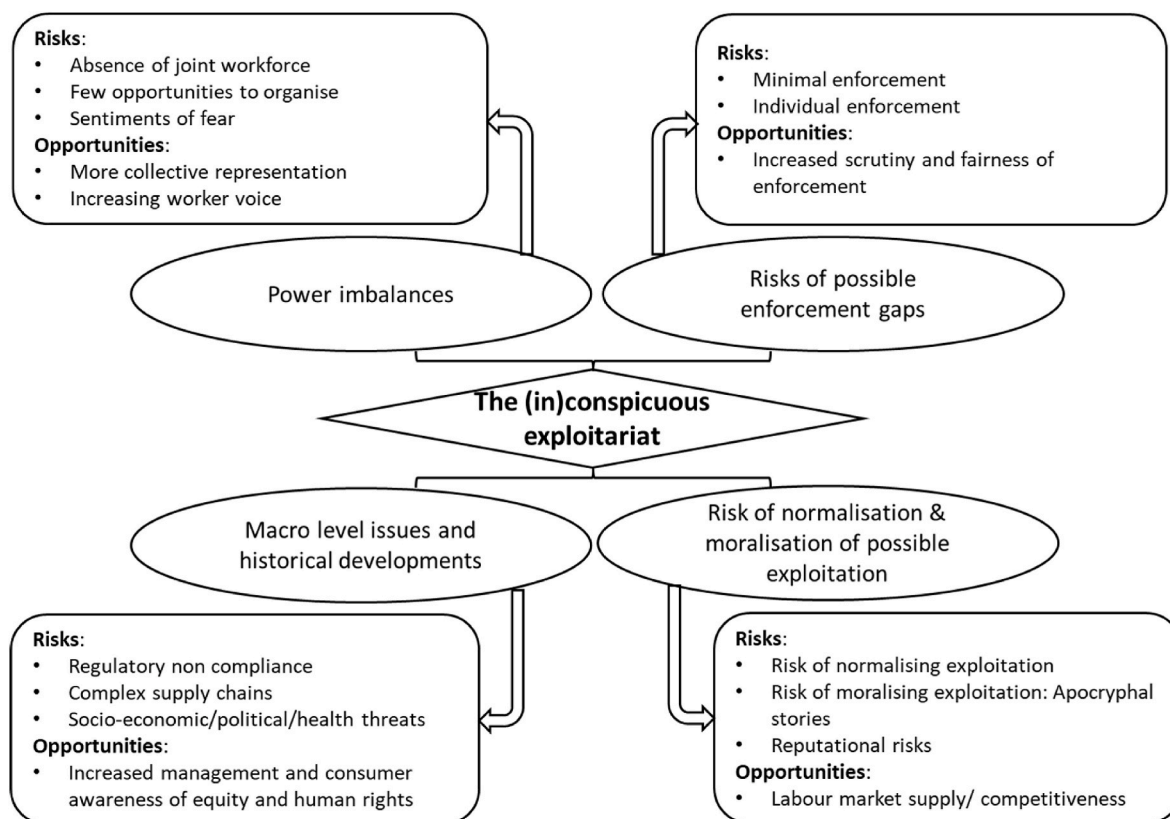 Risks:
• Absence of joint workforce
• Few opportunities to organise
• Sentiments of fear
Opportunities:
• More collective representation
• Increasing worker voice
Risks:
• Minimal enforcement
• Individual enforcement
Opportunities:
• Increased scrutiny and fairness of
enforcement
Power imbalances
Risks of possible
enforcement gaps
The (in)conspicuous
exploitariat
Macro level issues and
historical developments
Risk of normalisation &
moralisation of possible
exploitation
Risks:
• Regulatory non compliance
• Complex supply chains
• Socio-economic/political/health threats
Opportunities:
• Increased management and consumer
awareness of equity and human rights
Risks:
• Risk of normalising exploitation
• Risk of moralising exploitation: Apocryphal
stories
• Reputational risks
Opportunities:
• Labour market supply/ competitiveness